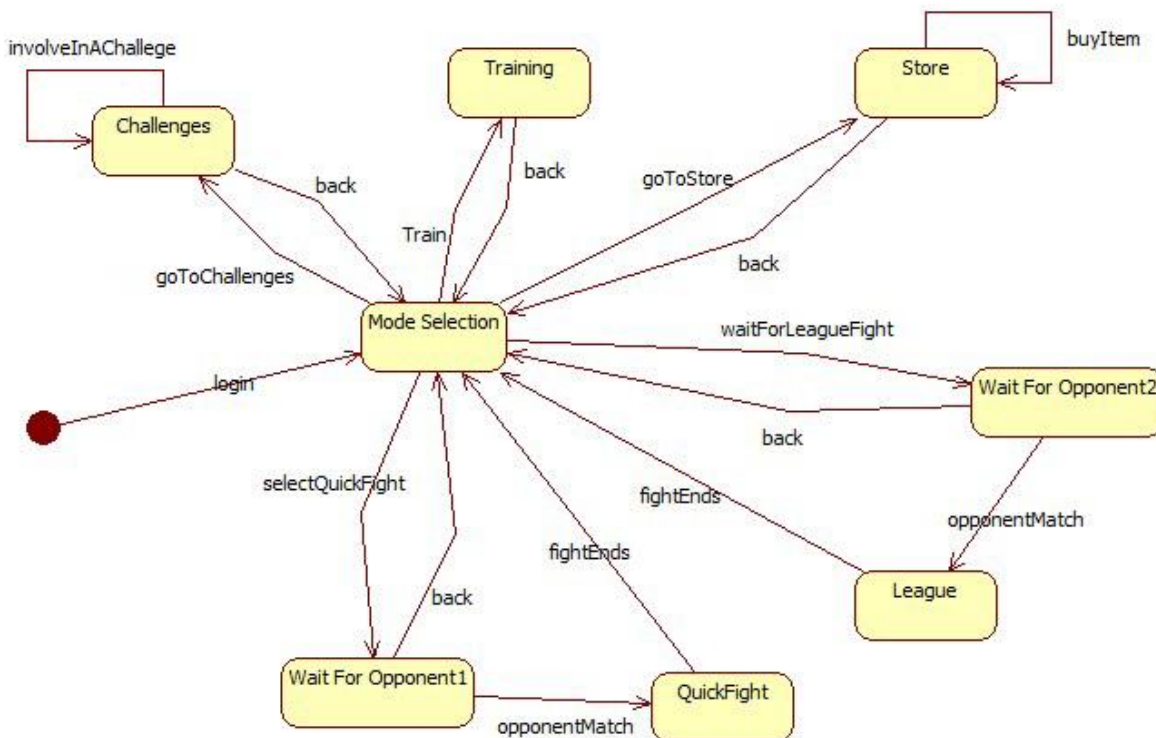 involveInAChallege
Training
Store
buyItem
Challenges
back
back
goToStore
Train
goToChallenges
back
Mode Selection
waitForLeagueFight
login
Wait For Opponent2
back
selectQuickFight
fightEnds
opponentMatch
fightEnds
League
back
Wait For Opponent1
QuickFight
opponentMatch